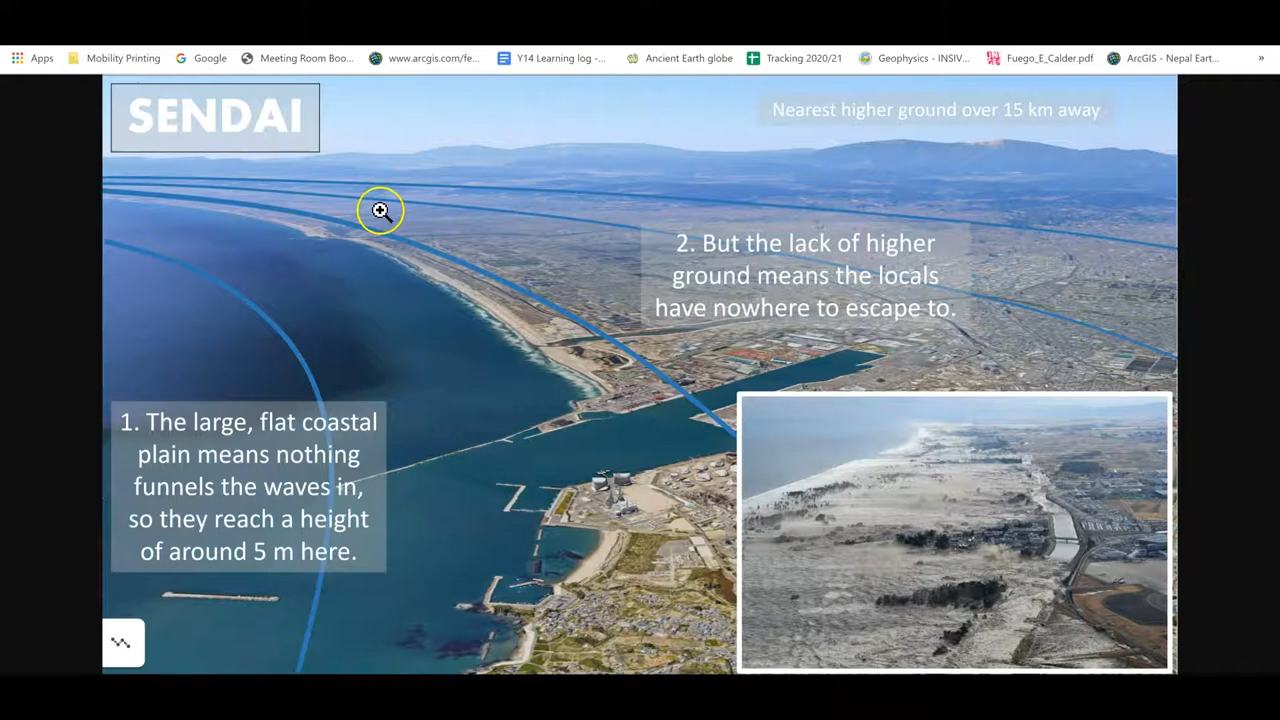 Apps
Mobility Printing
Google
Meeting Room Boo...
www.arcgis.com/fe...
Y14 Learning log -...
Ancient Earth globe
Tracking 2020/21
Geophysics - INSIV...
Fuego_E_Calder.pdf
ArcGIS - Nepal Eart...
»
SENDAI
Nearest higher ground over 15 km away
2. But the lack of higher
ground means the locals
have nowhere to escape to.
1. The large, flat coastal
plain means nothing
funnels the waves in,
so they reach a height
of around 5 m here.